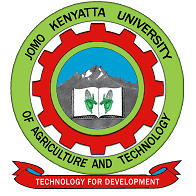 JOMO KENYATTA UNIVERSITY
OF AGRICULTURE AND TECHNOLOGY
TECHNOLOGY FOR DEVELOPMENT